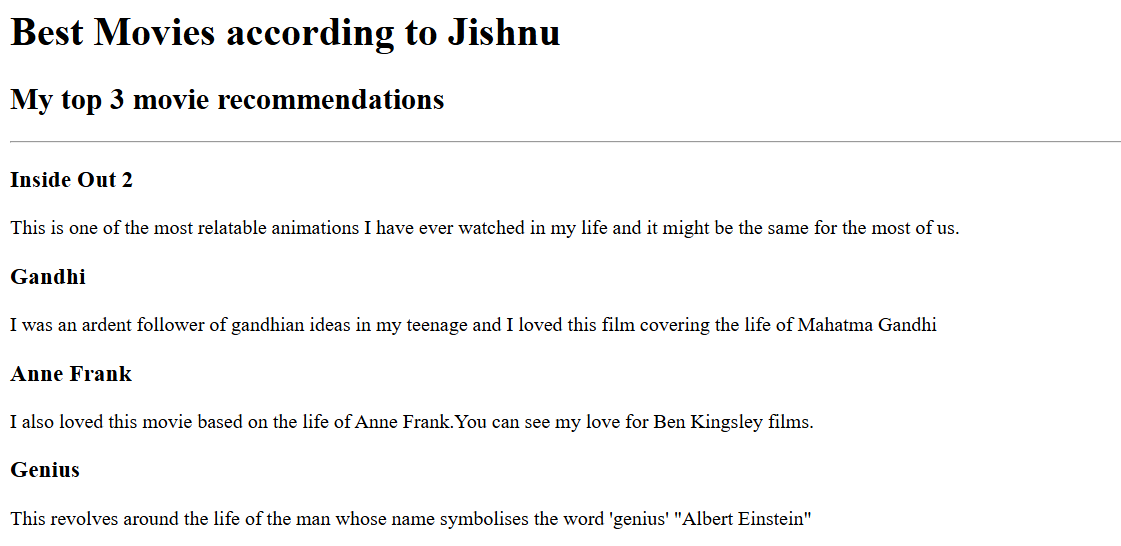 Best Movies according to Jishnu
My top 3 movie recommendations
Inside Out 2
This is one of the most relatable animations I have ever watched in my life and it might be the same for the most of us.
Gandhi
I was an ardent follower of gandhian ideas in my teenage and I loved this film covering the life of Mahatma Gandhi
Anne Frank
I also loved this movie based on the life of Anne Frank.You can see my love for Ben Kingsley films.
Genius
This revolves around the life of the man whose name symbolises the word 'genius' "Albert Einstein"